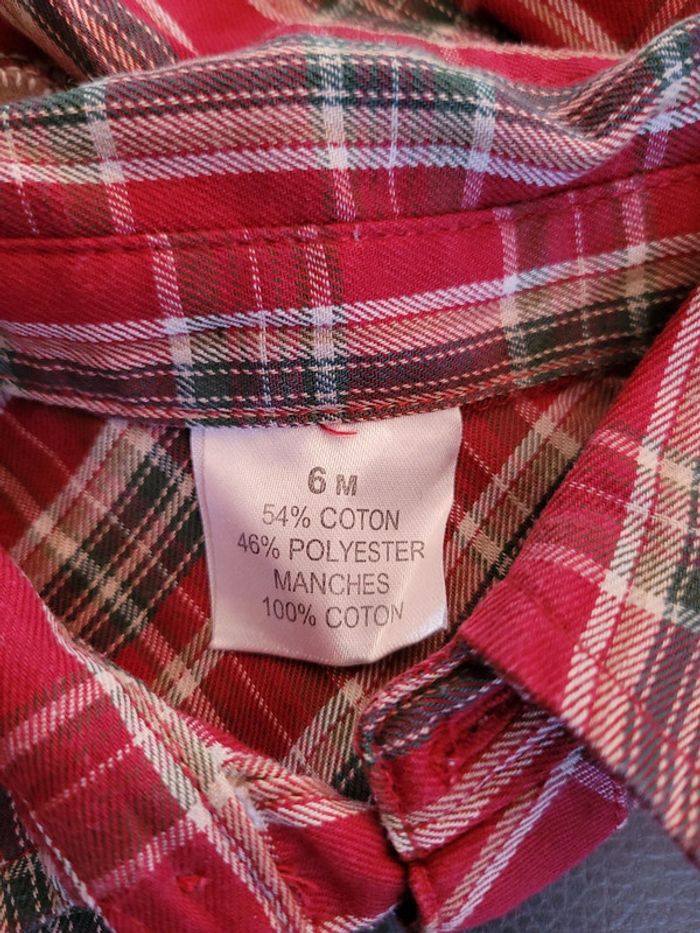 6 M
54% COTON
46% POLYESTER
MANCHES
100% COTON